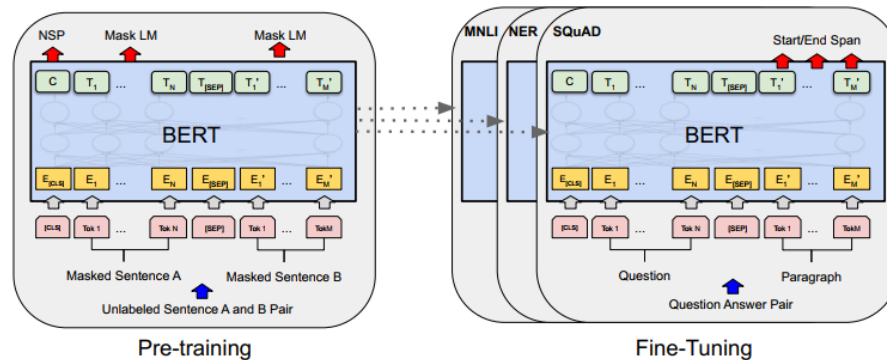 NSP Mask LM Mask LM
C T1 ... TN T[SEP] T1' ... TM'
BERT
E[CLS] E1 ... EN E[SEP] E1' ... EM'
[CLS] Tok 1 ... Tok N [SEP] Tok 1 ... TokM
Masked Sentence A Masked Sentence B
Unlabeled Sentence A and B Pair
Pre-training
MNLI NER SQuAD
Start/End Span
C T1 ... TN T[SEP] T1' ... TM'
BERT
E[CLS] E1 ... EN E[SEP] E1' ... EM'
[CLS] Tok 1 ... Tok N [SEP] Tok 1 ... TokM
Question Paragraph
Question Answer Pair
Fine-Tuning